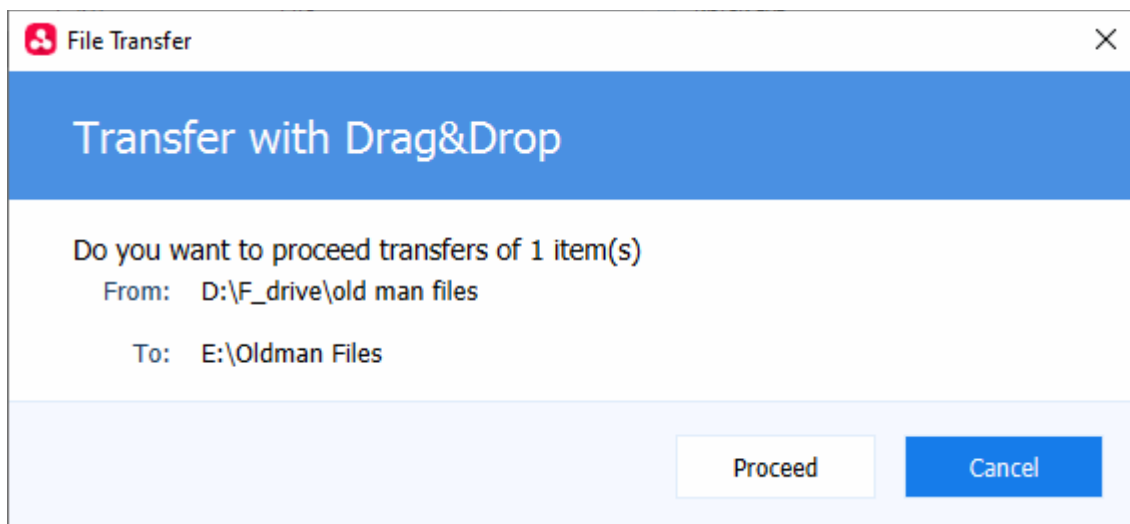 File Transfer
Transfer with Drag&Drop
Do you want to proceed transfers of 1 item(s)
From: D:\F_drive\old man files
To: E:\Oldman Files
Proceed Cancel